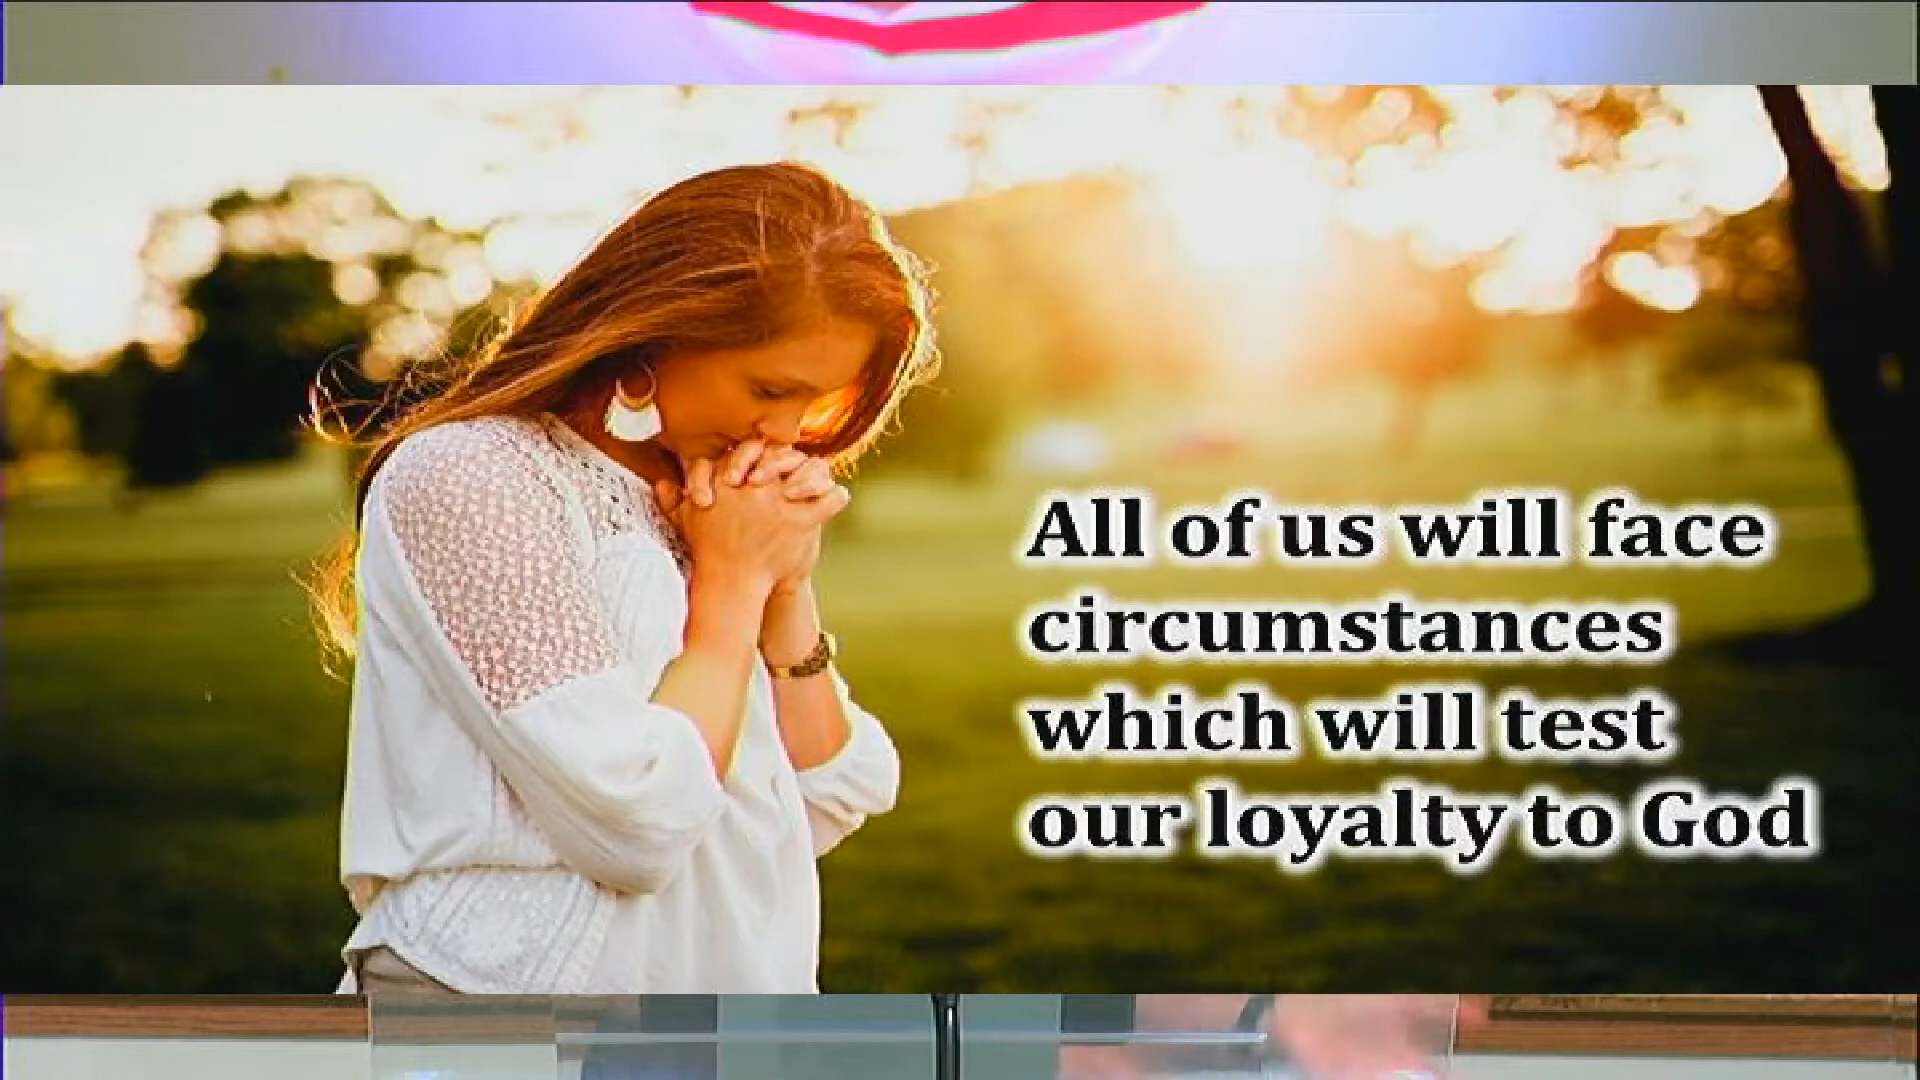 All of us will face
circumstances
which will test
our loyalty to God